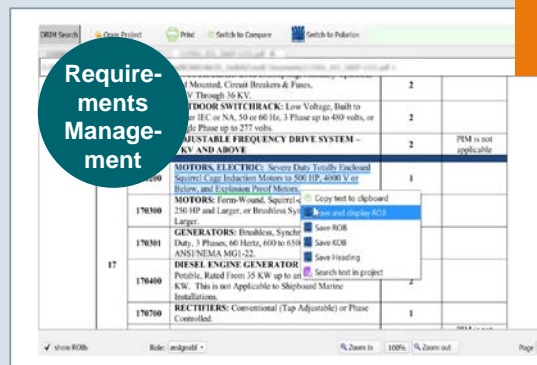 DRIM Search
Open Project
Print
Switch to Compare
Switch to Polarion
Require-
ments
Manage-
ment
Mounted, Circuit Breakers & Fuses,
V Through 36 KV.
2
TDOOR SWITCHRACK: Low Voltage, Built to
er IEC or NA, 50 or 60 Hz, 3 Phase up to 480 volts, or
le Phase up to 277 volts.
2
JUSTABLE FREQUENCY DRIVE SYSTEM –
KV AND ABOVE
2
PIM is not
applicable
MOTORS, ELECTRIC: Severe Duty Totally Enclosed
Squirrel Cage Induction Motors to 500 HP, 4000 V or
Below, and Explosion Proof Motors.
1
170300
MOTORS: Form-Wound, Squirrel-
250 HP and Larger, or Brushless Syn
Larger.
170301
GENERATORS: Brushless, Synchr
Duty, 3 Phases, 60 Hertz, 600 to 650
ANSI/NEMA MG1-22.
17
170400
DIESEL ENGINE GENERATOR
Potable, Rated From 35 KW up to an
KW. This is not Applicable to Shipboard Marine
Installations.
2
170700
RECTIFIERS: Conventional (Tap Adjustable) or Phase
Controlled.
1
Copy text to clipboard
Save and display ROB
Save ROB
Save KOB
Save Heading
Search text in project
show ROBs
Role:
Zoom in
100%
Zoom out
Page